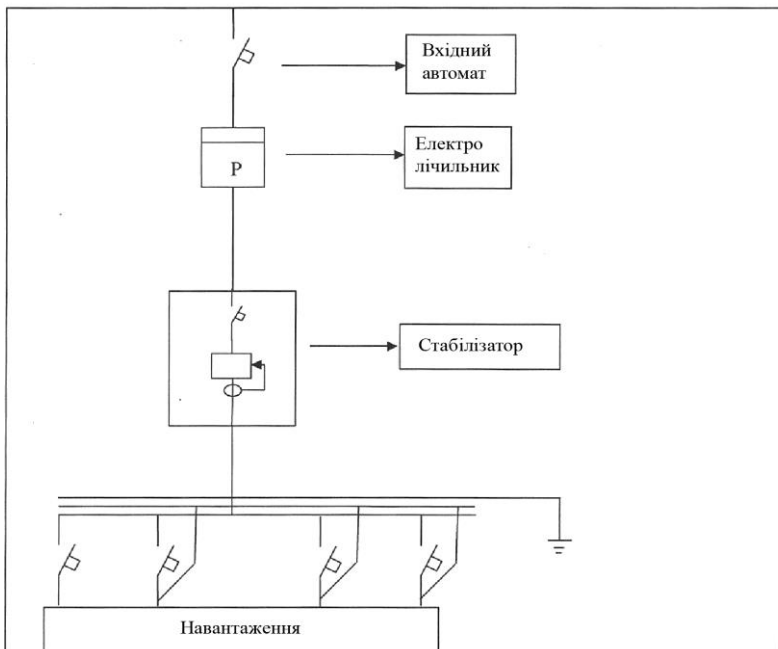 Вхідний
автомат
Електро
лічильник
Р
Стабілізатор
Навантаження